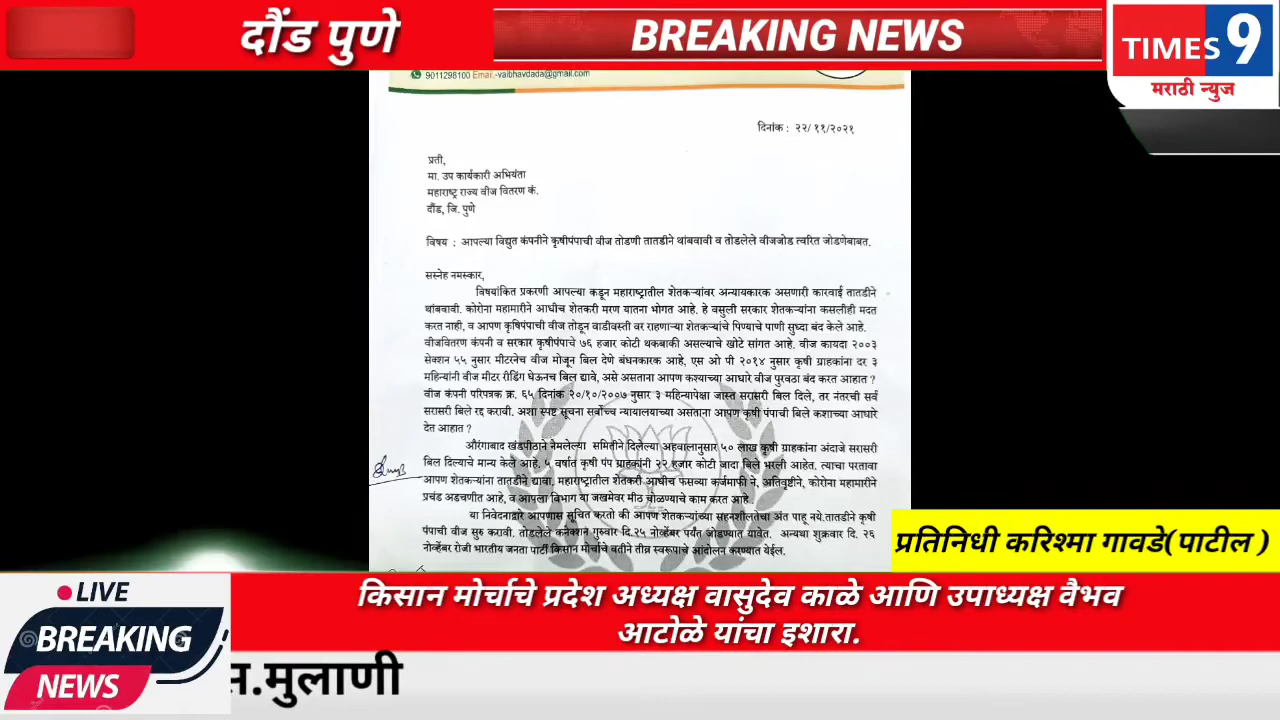 दौंड पुणे
BREAKING NEWS
TIMES 9
मराठी न्युज
9011298100 Email.-vaibhavdada@gmail.com
दिनांक : २२/११/२०२१
प्रती,
मा. उप कार्यकारी अभियंता
महाराष्ट्र राज्य वीज वितरण कं.
दौंड, जि. पुणे
विषय : आपल्या विद्युत कंपनीने कृषीपंपाची वीज तोडणी तातडीने थांबवावी व तोडलेले वीजजोड त्वरित जोडणेबाबत.
सस्नेह नमस्कार,
विषयांकित प्रकरणी आपल्या कडून महाराष्ट्रातील शेतकऱ्यांवर अन्यायकारक असणारी कारवाई तातडीने
थांबवावी. कोरोना महामारीने आधीच शेतकरी मरण यातना भोगत आहे. हे वसुली सरकार शेतकऱ्यांना कसलीही मदत
करत नाही, व आपण कृषिपंपाची वीज तोडून वाडीवस्ती वर राहणाऱ्या शेतकऱ्यांचे पिण्याचे पाणी सुध्दा बंद केले आहे.
वीजवितरण कंपनी व सरकार कृषीपंपाचे ७६ हजार कोटी थकबाकी असल्याचे खोटे सांगत आहे. वीज कायदा २००३
सेक्शन ५५ नुसार मीटरनेच वीज मोजून बिल देणे बंधनकारक आहे, एस ओ पी २०१४ नुसार कृषी ग्राहकांना दर ३
महिन्यांनी वीज मीटर रीडिंग घेऊनच बिल द्यावे, असे असताना आपण कश्याच्या आधारे वीज पुरवठा बंद करत आहात ?
वीज कंपनी परिपत्रक क्र. ६५ दिनांक २०/१०/२००७ नुसार ३ महिन्यापेक्षा जास्त सरासरी बिल दिले, तर नंतरची सर्व
सरासरी बिले रद्द करावी. अशा स्पष्ट सूचना सर्वोच्च न्यायालयाच्या असताना आपण कृषी पंपाची बिले कशाच्या आधारे
देत आहात ?
औरंगाबाद खंडपीठाने नेमलेल्या समितीने दिलेल्या अहवालानुसार ५० लाख कृषी ग्राहकांना अंदाजे सरासरी
बिल दिल्याचे मान्य केले आहे. ५ वर्षात कृषी पंप ग्राहकांनी २२ हजार कोटी जादा बिले भरली आहेत. त्याचा परतावा
आपण शेतकऱ्यांना तातडीने द्यावा. महाराष्ट्रातील शेतकरी आधीच फसव्या कर्जमाफी ने, अतिवृष्टीने, कोरोना महामारीने
प्रचंड अडचणीत आहे, व आपला विभाग या जखमेवर मीठ चोळण्याचे काम करत आहे .
या निवेदनाद्वारे आपणास सूचित करतो की आपण शेतकऱ्यांच्या सहनशीलतेचा अंत पाहू नये.तातडीने कृषी
पंपाची वीज सुरु करावी. तोडलेले कनेक्शन गुरुवार दि.२५ नोव्हेंबर पर्यंत जोडण्यात यावेत. अन्यथा शुक्रवार दि. २६
नोव्हेंबर रोजी भारतीय जनता पार्टी किसान मोर्चाचे वतीने तीव्र स्वरूपाचे आंदोलन करण्यात येईल.
प्रतिनिधी करिश्मा गावडे(पाटील )
LIVE
BREAKING
NEWS
किसान मोर्चाचे प्रदेश अध्यक्ष वासुदेव काळे आणि उपाध्यक्ष वैभव
आटोळे यांचा इशारा.
स.मुलाणी